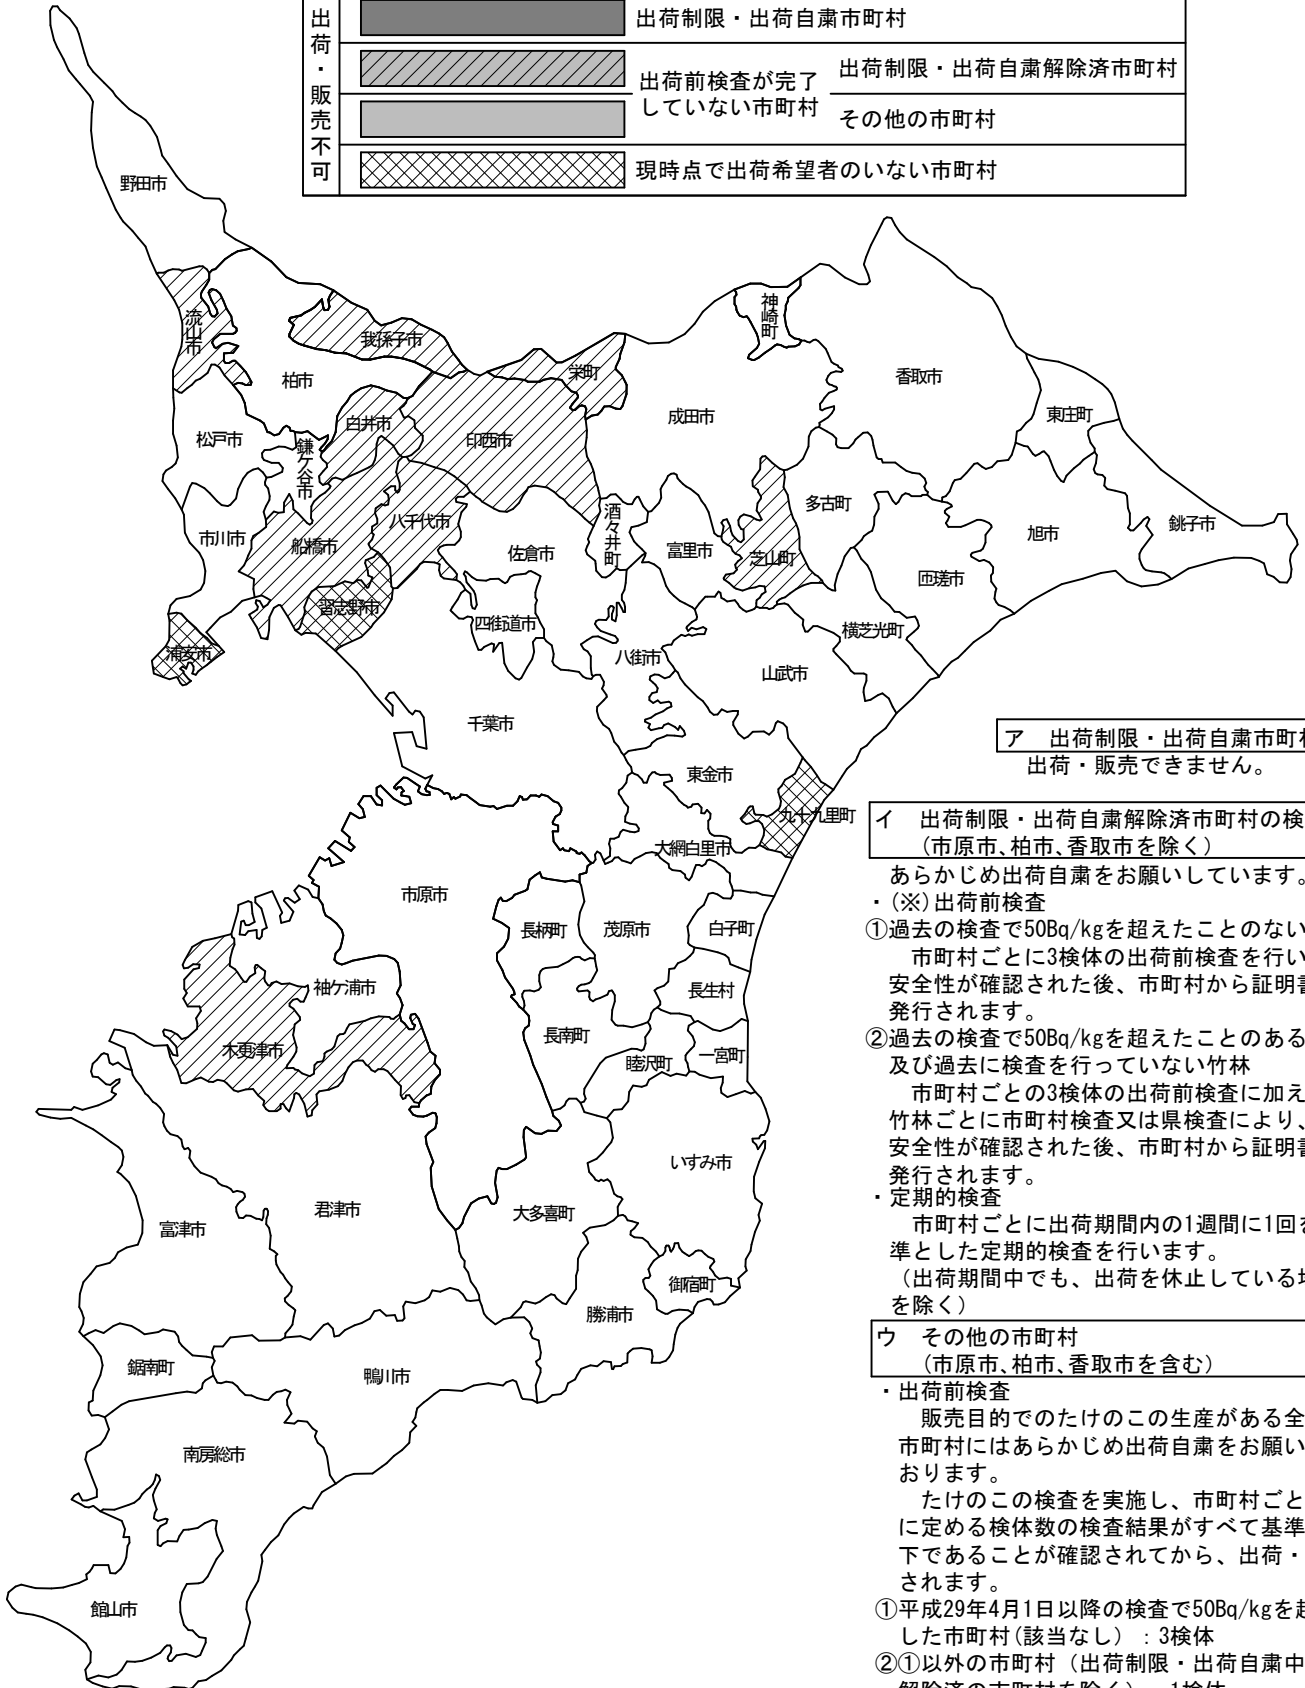 出荷・販売不可
出荷制限・出荷自粛市町村
出荷前検査が完了
していない市町村
出荷制限・出荷自粛解除済市町村
その他の市町村
現時点で出荷希望者のいない市町村
野田市
流山市
我孫子市
柏市
栄町
神崎町
香取市
成田市
東庄町
松戸市
鎌ケ谷市
白井市
印西市
市川市
船橋市
八千代市
佐倉市
酒々井町
富里市
芝山町
多古町
旭市
銚子市
匝瑳市
習志野市
四街道市
浦安市
八街市
横芝光町
山武市
千葉市
東金市
九十九里町
大網白里市
市原市
長柄町
茂原市
白子町
袖ケ浦市
長生村
木更津市
長南町
睦沢町
一宮町
いすみ市
君津市
大多喜町
富津市
御宿町
勝浦市
鋸南町
鴨川市
南房総市
館山市
ア 出荷制限・出荷自粛市町村
出荷・販売できません。
イ 出荷制限・出荷自粛解除済市町村の検
(市原市、柏市、香取市を除く)
あらかじめ出荷自粛をお願いしています。
・(※)出荷前検査
①過去の検査で50Bq/kgを超えたことのない
市町村ごとに3検体の出荷前検査を行い
安全性が確認された後、市町村から証明書
発行されます。
②過去の検査で50Bq/kgを超えたことのある
及び過去に検査を行っていない竹林
市町村ごとの3検体の出荷前検査に加え
竹林ごとに市町村検査又は県検査により、
安全性が確認された後、市町村から証明書
発行されます。
・定期的検査
市町村ごとに出荷期間内の1週間に1回を
準とした定期的検査を行います。
(出荷期間中でも、出荷を休止している場
を除く)
ウ その他の市町村
(市原市、柏市、香取市を含む)
・出荷前検査
販売目的でのたけのこの生産がある全
市町村にはあらかじめ出荷自粛をお願い
おります。
たけのこの検査を実施し、市町村ごと
に定める検体数の検査結果がすべて基準
下であることが確認されてから、出荷・
されます。
①平成29年4月1日以降の検査で50Bq/kgを超
した市町村(該当なし) : 3検体
②①以外の市町村(出荷制限・出荷自粛中
解除済の市町村を除く) : 1検体